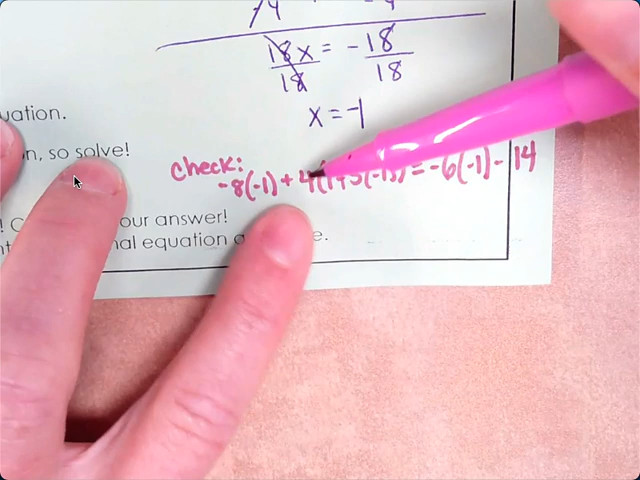 18x = -18
18 18
x = -1
uation.
n, so solve!
check:
-8(-1) + 4(1+5(-1)) = -6(-1) - 14
our answer!
nal equation a e.